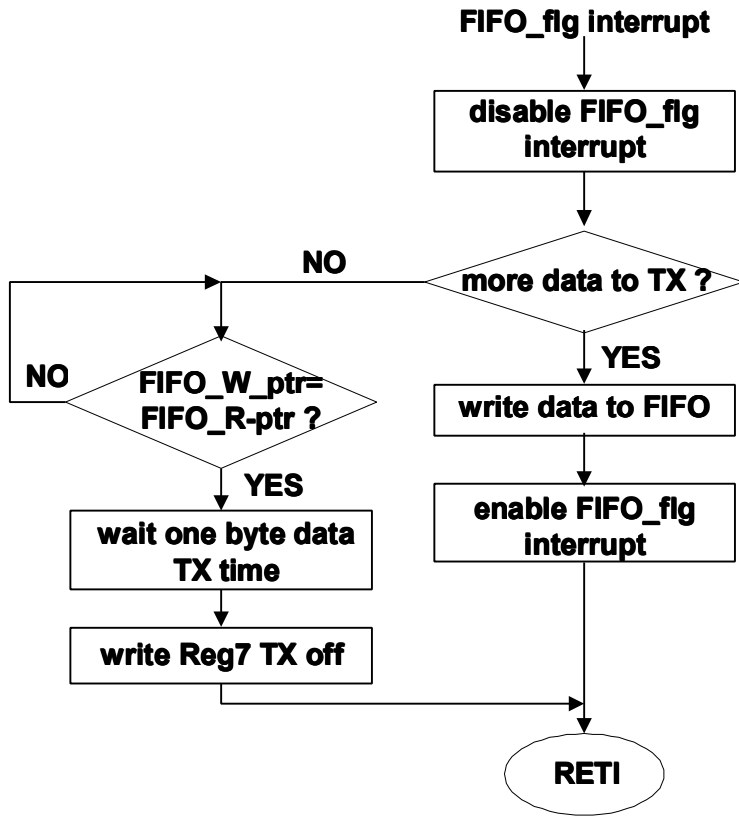 FIFO_flg interrupt
disable FIFO_flg
interrupt
NO
more data to TX ?
NO
FIFO_W_ptr=
FIFO_R-ptr ?
YES
write data to FIFO
YES
enable FIFO_flg
interrupt
wait one byte data
TX time
write Reg7 TX off
RETI